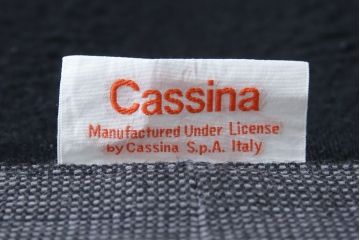 Cassina
Manufactured Under License
by Cassina S.p.A. Italy